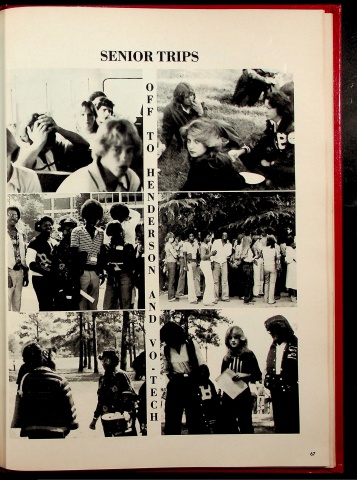 SENIOR TRIPS
OFF TO HENDERSON AND VO-TECH
67